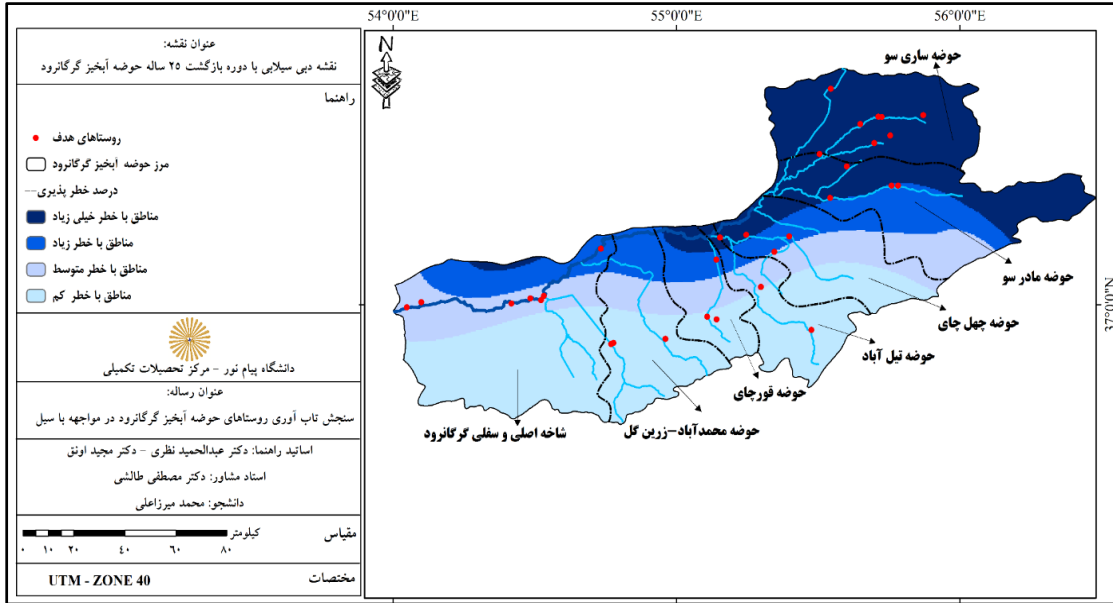 عنوان نقشه:
نقشه دبی سیلابی با دوره بازگشت ۲۵ ساله حوضه آبخیز گرگانرود
راهنما
روستاهای هدف
مرز حوضه آبخیز گرگانرود
درصد خطر پذیری
مناطق با خطر خیلی زیاد
مناطق با خطر زیاد
مناطق با خطر متوسط
مناطق با خطر کم
دانشگاه پیام نور - مرکز تحصیلات تکمیلی
عنوان رساله:
سنجش تاب آوری روستاهای حوضه آبخیز گرگانرود در مواجهه با سیل
اساتید راهنما: دکتر عبدالحمید نظری - دکتر مجید اونق
استاد مشاور: دکتر مصطفی طالشی
دانشجو: محمد میرزاعلی
مقیاس
کیلومتر
۰ ۱۰ ۲۰ ۴۰ ۶۰ ۸۰
مختصات
UTM - ZONE 40
54°0'0"E 55°0'0"E 56°0'0"E
N
حوضه ساری سو
حوضه مادر سو
37°0'0"N
حوضه چهل چای
حوضه تیل آباد
حوضه قورچای
حوضه محمدآباد-زرین گل
شاخه اصلی و سفلی گرگانرود